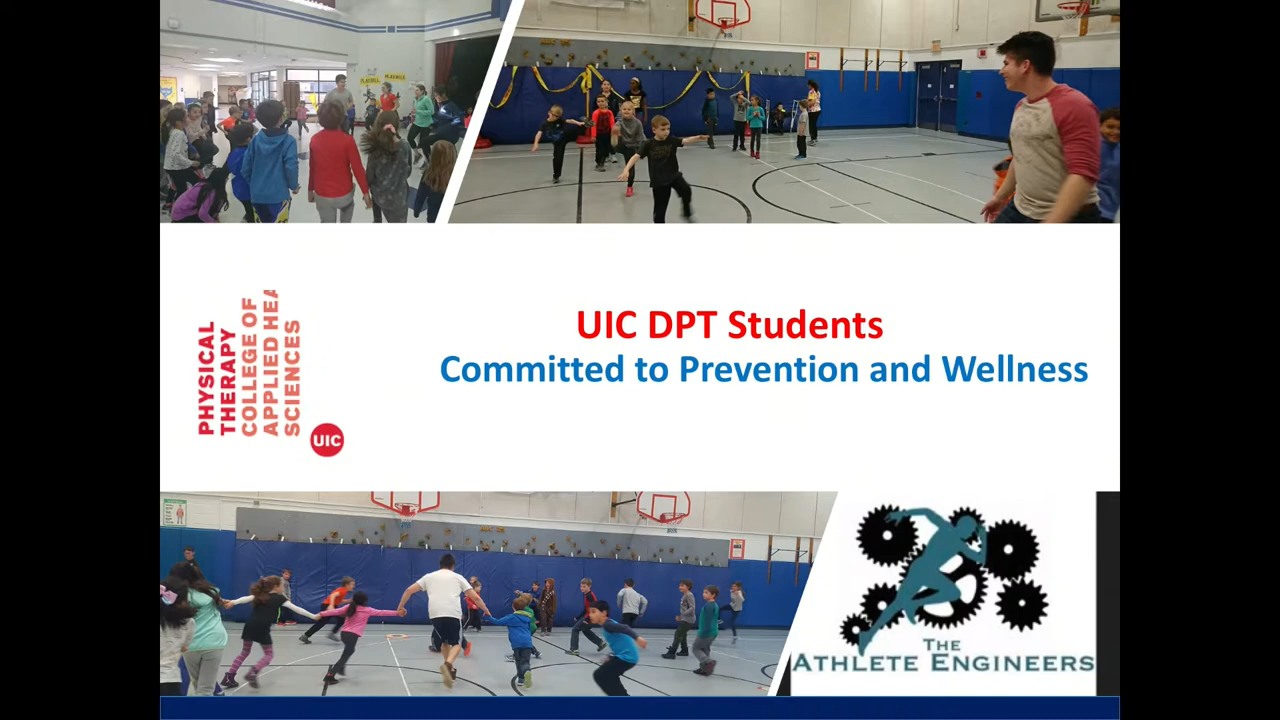 UIC DPT Students
Committed to Prevention and Wellness
PHYSICAL
THERAPY
COLLEGE OF
APPLIED HEA
SCIENCES
UIC
THE
ATHLETE ENGINEERS